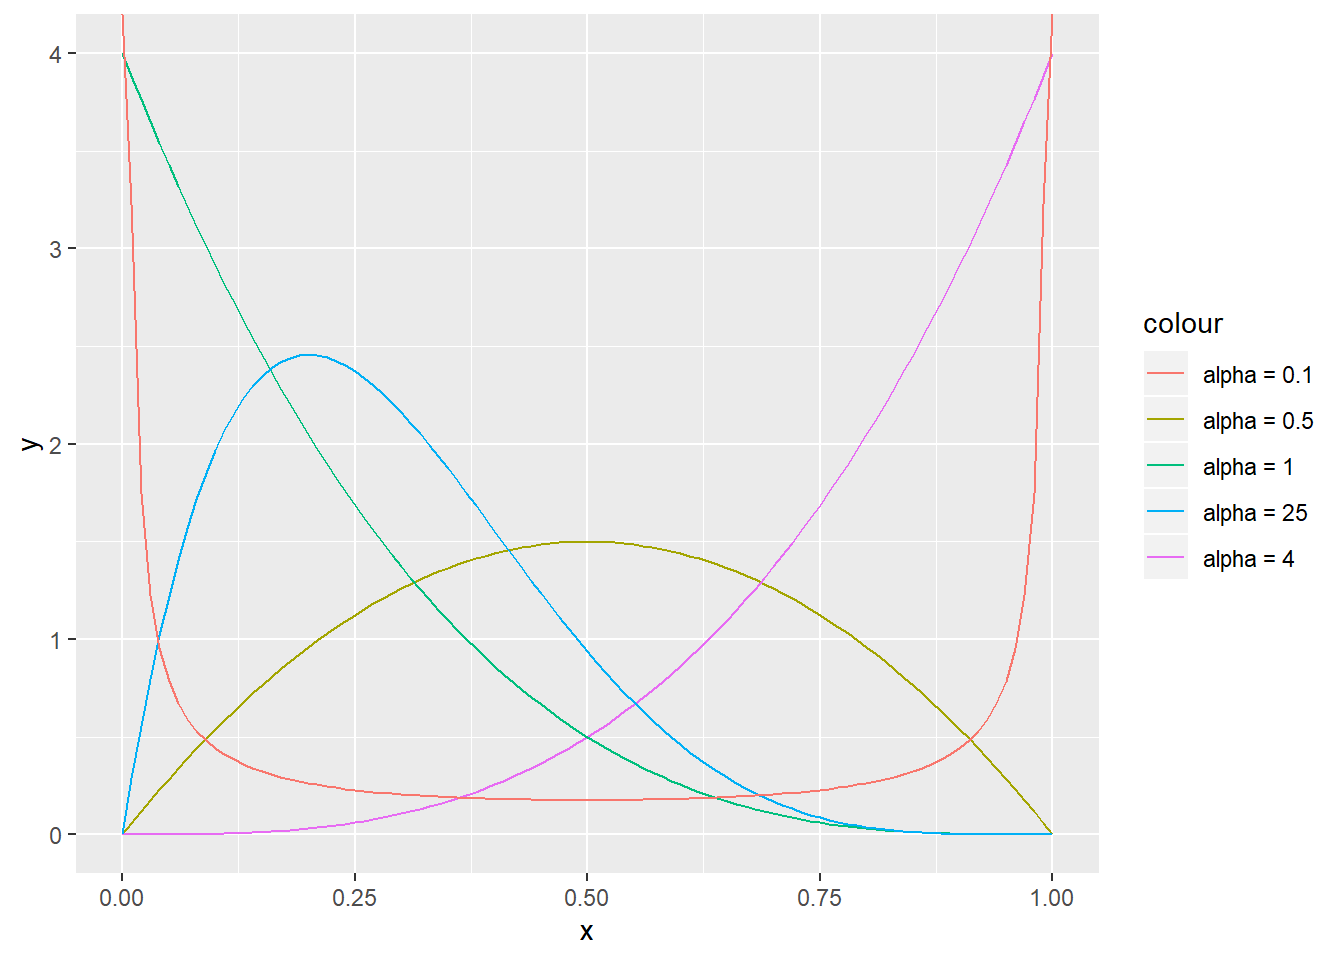 4
3
2
1
0
y
0.00
0.25
0.50
0.75
1.00
x
colour
alpha = 0.1
alpha = 0.5
alpha = 1
alpha = 25
alpha = 4